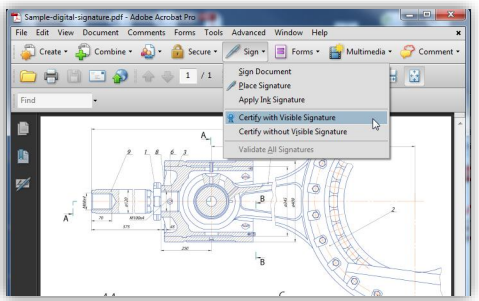 Sample-digital-signature.pdf - Adobe Acrobat Pro
File Edit View Document Comments Forms Tools Advanced Window Help
Create Combine Secure Sign Forms Multimedia Comment
1 / 1
Find
Sign Document
Place Signature
Apply Ink Signature
Certify with Visible Signature
Certify without Visible Signature
Validate All Signatures
A
9 1 8 6 3
B
2
A
70 M100x4
45
375
250
B